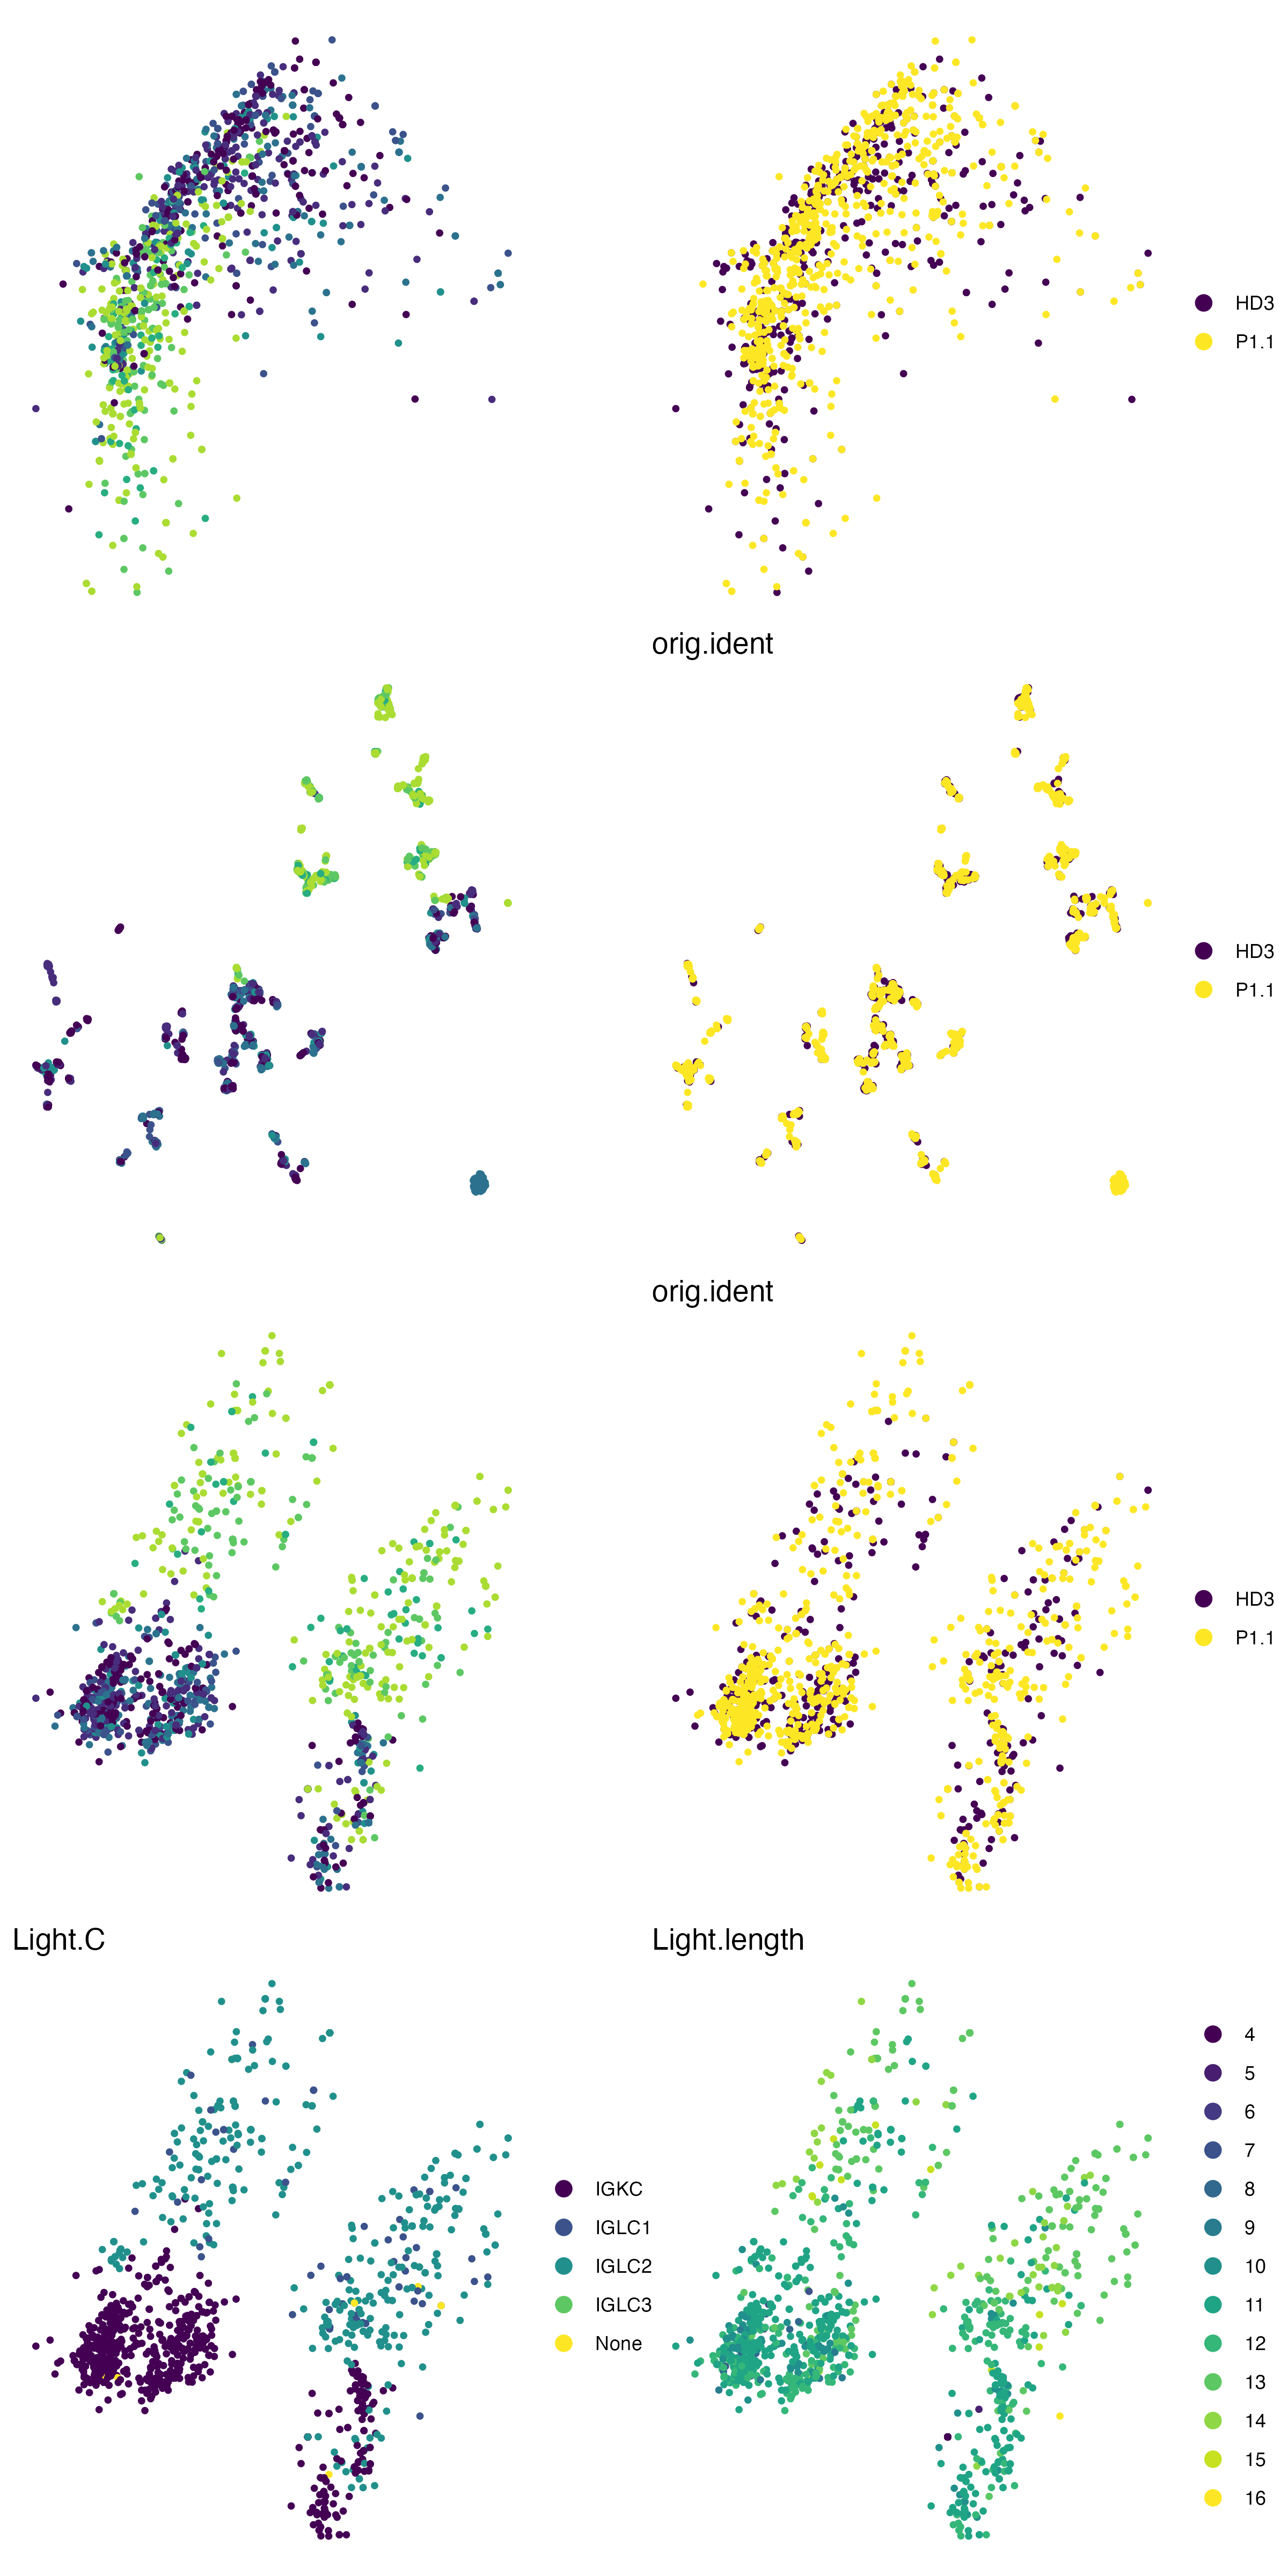 HD3
P1.1
orig.ident
HD3
P1.1
orig.ident
HD3
P1.1
Light.C
IGKC
IGLC1
IGLC2
IGLC3
None
Light.length
4
5
6
7
8
9
10
11
12
13
14
15
16